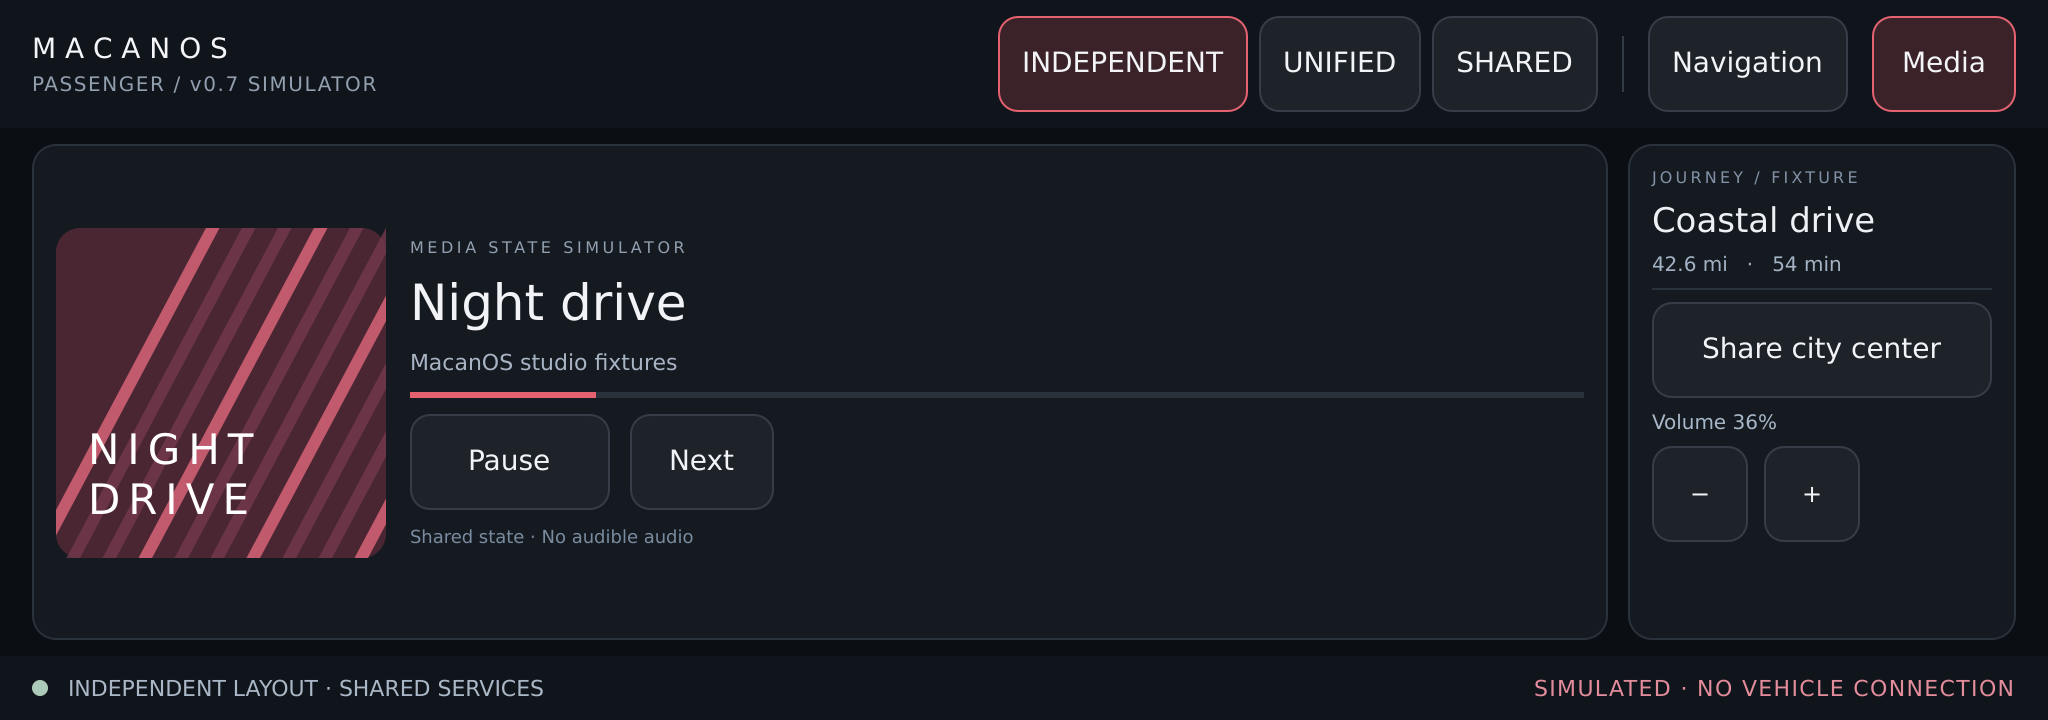 MACANOS
PASSENGER / v0.7 SIMULATOR
INDEPENDENT
UNIFIED
SHARED
Navigation
Media
NIGHT
DRIVE
MEDIA STATE SIMULATOR
Night drive
MacanOS studio fixtures
Pause
Next
Shared state · No audible audio
JOURNEY / FIXTURE
Coastal drive
42.6 mi · 54 min
Share city center
Volume 36%
−
+
INDEPENDENT LAYOUT · SHARED SERVICES
SIMULATED · NO VEHICLE CONNECTION